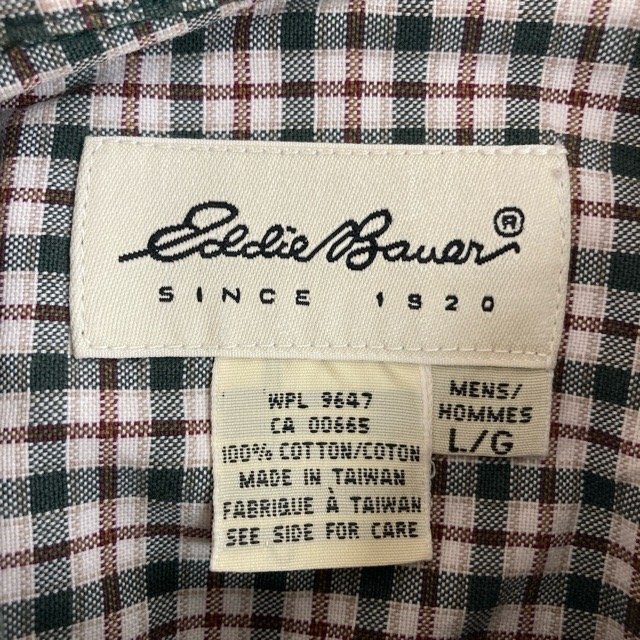 Eddie Bauer®
SINCE 1920
WPL 9647
CA 00665
100% COTTON/COTON
MADE IN TAIWAN
FABRIQUE À TAIWAN
SEE SIDE FOR CARE
MENS/
HOMMES
L/G